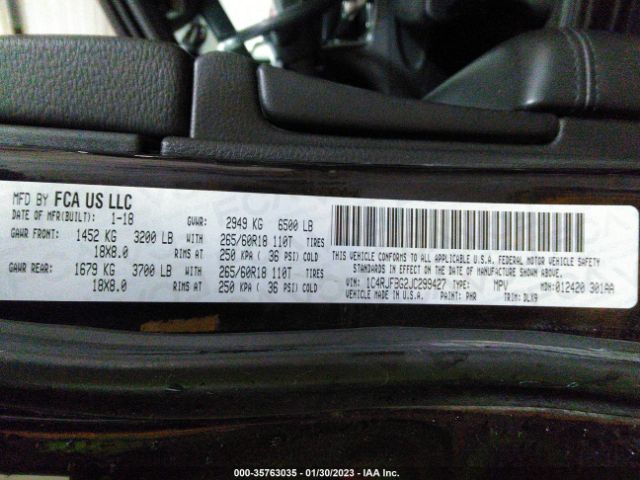 MFD BY FCA US LLC
DATE OF MFR(BUILT): 1-18 GVWR: 2949 KG 6500 LB
GAWR FRONT: 1452 KG 3200 LB WITH 265/60R18 110T TIRES
18X8.0 RIMS AT 250 KPA ( 36 PSI) COLD
GAWR REAR: 1679 KG 3700 LB WITH 265/60R18 110T TIRES
18X8.0 RIMS AT 250 KPA ( 36 PSI) COLD
THIS VEHICLE CONFORMS TO ALL APPLICABLE U.S.A. FEDERAL MOTOR VEHICLE SAFETY
STANDARDS IN EFFECT ON THE DATE OF MANUFACTURE SHOWN ABOVE.
VIN: 1C4RJFBG2JC299427 TYPE: MPV MDH:012420 301AA
VEHICLE MADE IN U.S.A. PAINT: PXR TRIM: DLX9
000-35763035 - 01/30/2023 - IAA Inc.